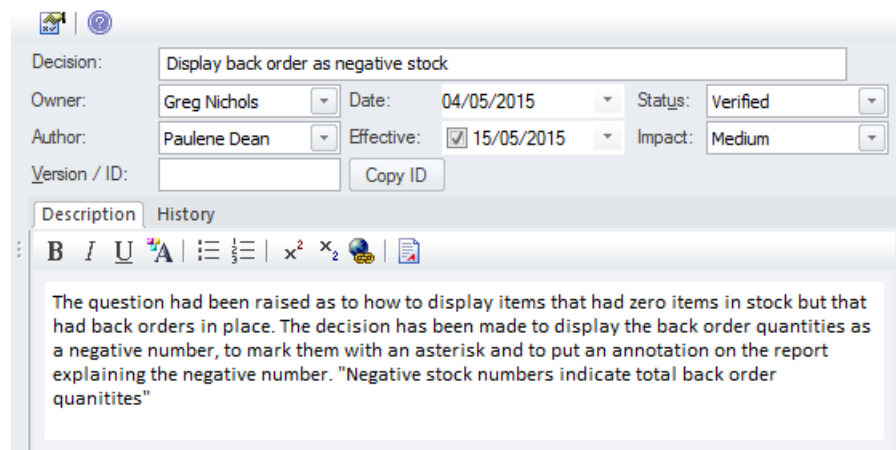 Decision: Display back order as negative stock
Owner: Greg Nichols Date: 04/05/2015 Status: Verified
Author: Paulene Dean Effective: 15/05/2015 Impact: Medium
Version / ID: Copy ID
Description History
B I U A x² x₂
The question had been raised as to how to display items that had zero items in stock but that
had back orders in place. The decision has been made to display the back order quantities as
a negative number, to mark them with an asterisk and to put an annotation on the report
explaining the negative number. "Negative stock numbers indicate total back order
quanitites"